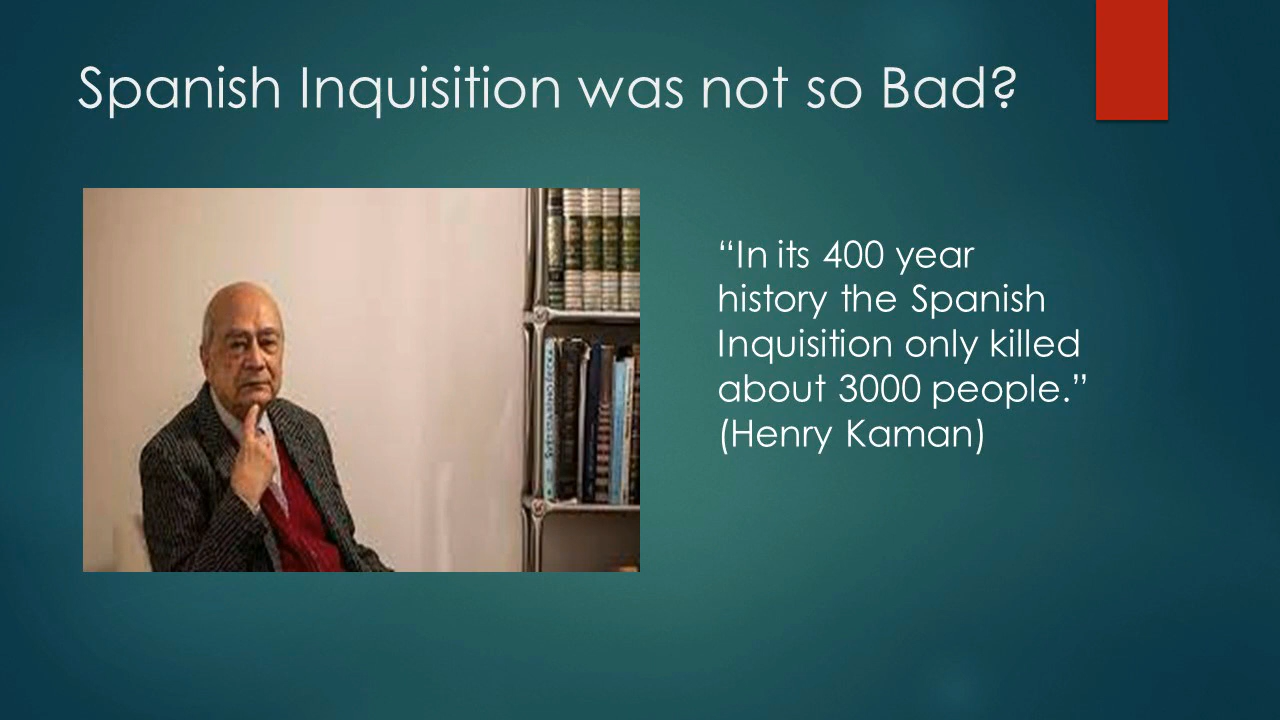 Spanish Inquisition was not so Bad?
“In its 400 year
history the Spanish
Inquisition only killed
about 3000 people.”
(Henry Kaman)